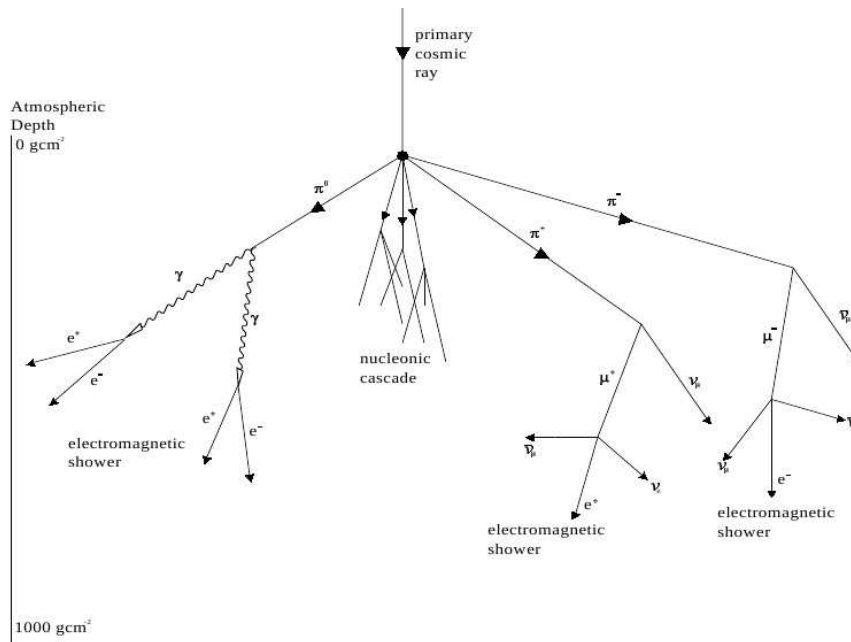 primary
cosmic
ray
Atmospheric
Depth
0 gcm⁻²
π⁰
π⁻
π⁺
γ
γ
e⁺
e⁻
e⁺
e⁻
electromagnetic
shower
nucleonic
cascade
μ⁺
ν_μ
ν̄_μ
ν_e
e⁺
electromagnetic
shower
μ⁻
ν̄_μ
ν_μ
e⁻
electromagnetic
shower
1000 gcm⁻²